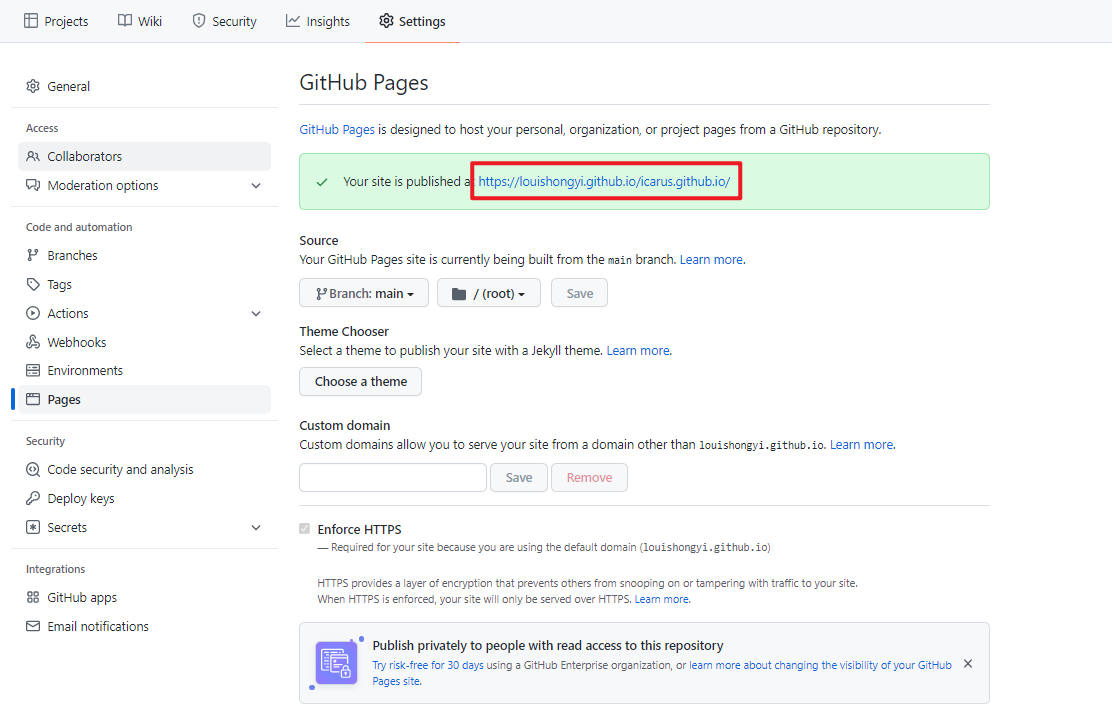 Projects Wiki Security Insights Settings
General
Access
Collaborators
Moderation options
Code and automation
Branches
Tags
Actions
Webhooks
Environments
Pages
Security
Code security and analysis
Deploy keys
Secrets
Integrations
GitHub apps
Email notifications
GitHub Pages
GitHub Pages is designed to host your personal, organization, or project pages from a GitHub repository.
Your site is published a https://louishongyi.github.io/icarus.github.io/
Source
Your GitHub Pages site is currently being built from the main branch. Learn more.
Branch: main / (root) Save
Theme Chooser
Select a theme to publish your site with a Jekyll theme. Learn more.
Choose a theme
Custom domain
Custom domains allow you to serve your site from a domain other than louishongyi.github.io. Learn more.
Save Remove
Enforce HTTPS
— Required for your site because you are using the default domain (louishongyi.github.io)
HTTPS provides a layer of encryption that prevents others from snooping on or tampering with traffic to your site.
When HTTPS is enforced, your site will only be served over HTTPS. Learn more.
Publish privately to people with read access to this repository
Try risk-free for 30 days using a GitHub Enterprise organization, or learn more about changing the visibility of your GitHub
Pages site.